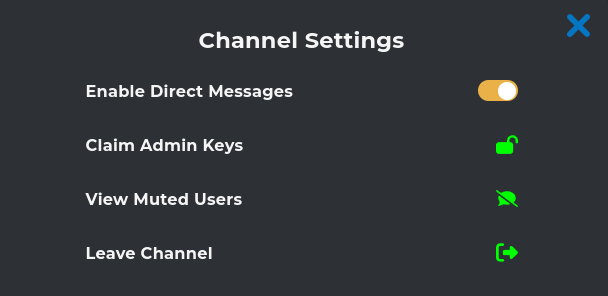 Channel Settings
Enable Direct Messages
Claim Admin Keys
View Muted Users
Leave Channel